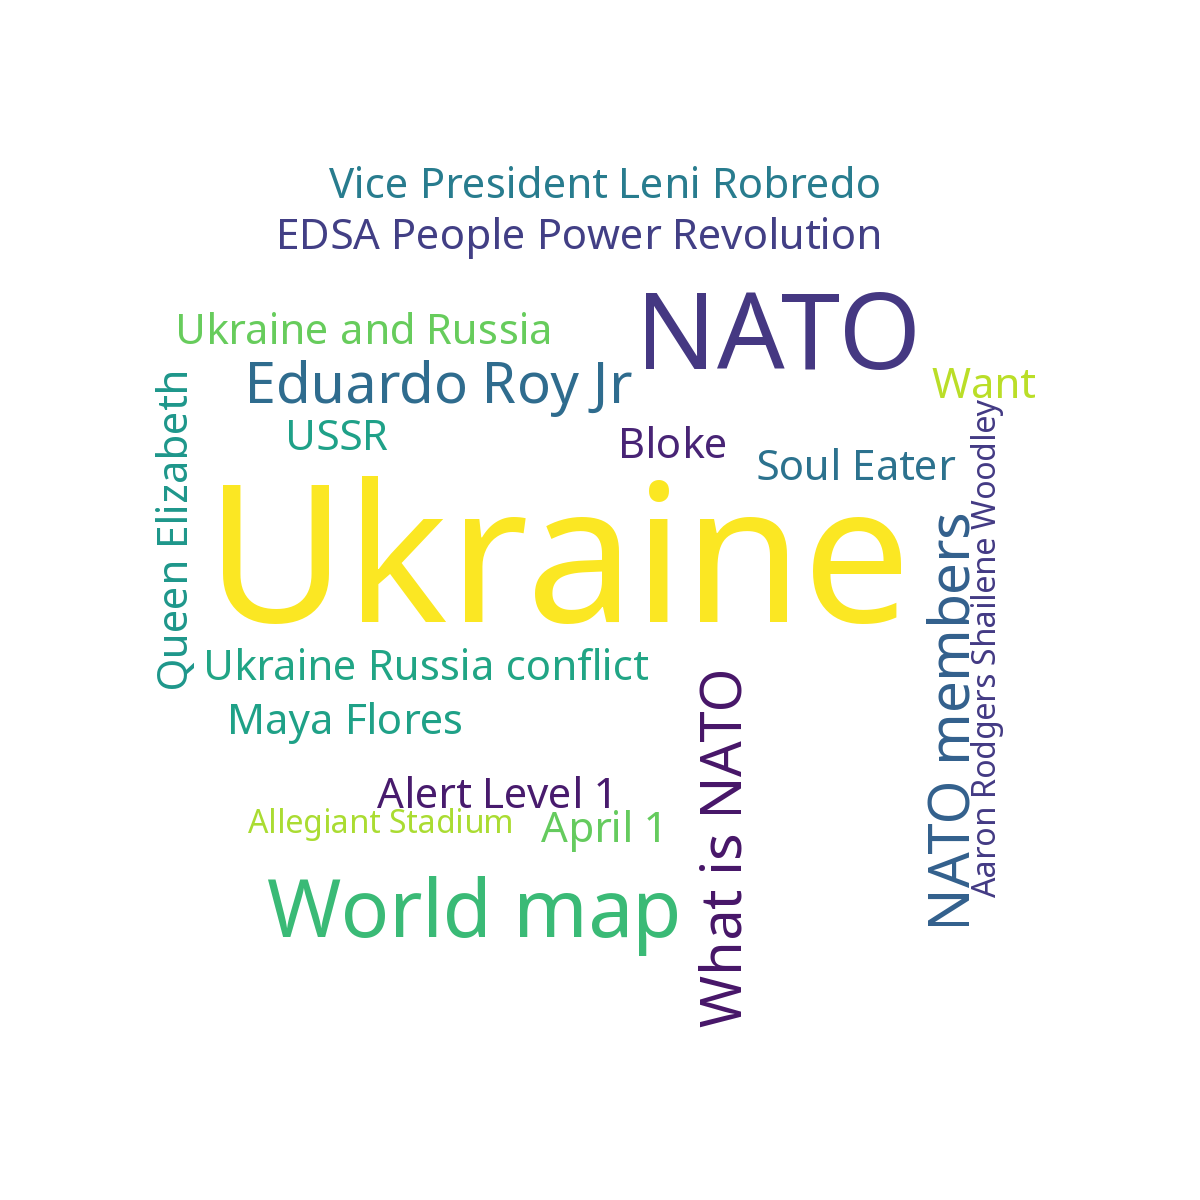 Vice President Leni Robredo
EDSA People Power Revolution
NATO
Ukraine and Russia
Eduardo Roy Jr
Want
USSR
Bloke
Soul Eater
Queen Elizabeth
Ukraine
NATO members
Aaron Rodgers Shailene Woodley
Ukraine Russia conflict
Maya Flores
What is NATO
Alert Level 1
Allegiant Stadium
April 1
World map